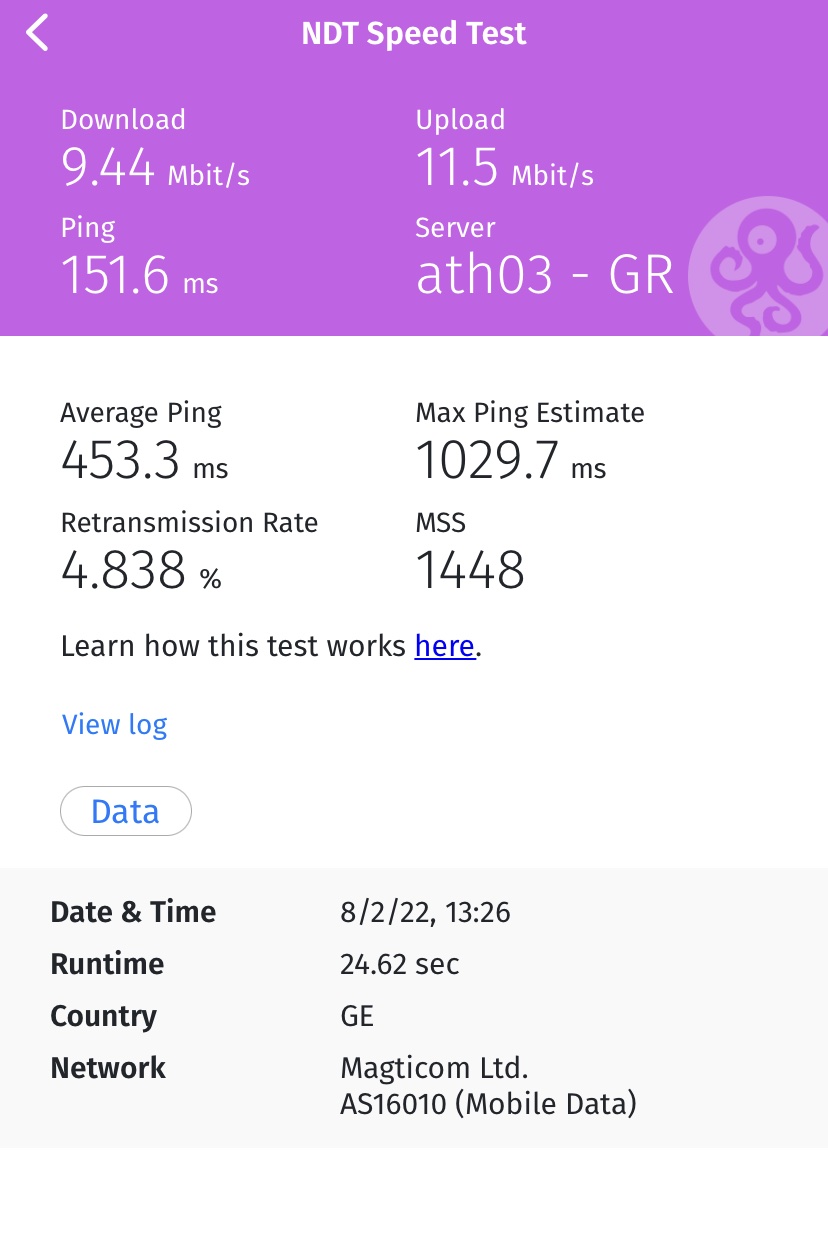 NDT Speed Test
Download
9.44 Mbit/s
Upload
11.5 Mbit/s
Ping
151.6 ms
Server
ath03 - GR
Average Ping
453.3 ms
Max Ping Estimate
1029.7 ms
Retransmission Rate
4.838 %
MSS
1448
Learn how this test works here.
View log
Data
Date & Time 8/2/22, 13:26
Runtime 24.62 sec
Country GE
Network Magticom Ltd.
AS16010 (Mobile Data)